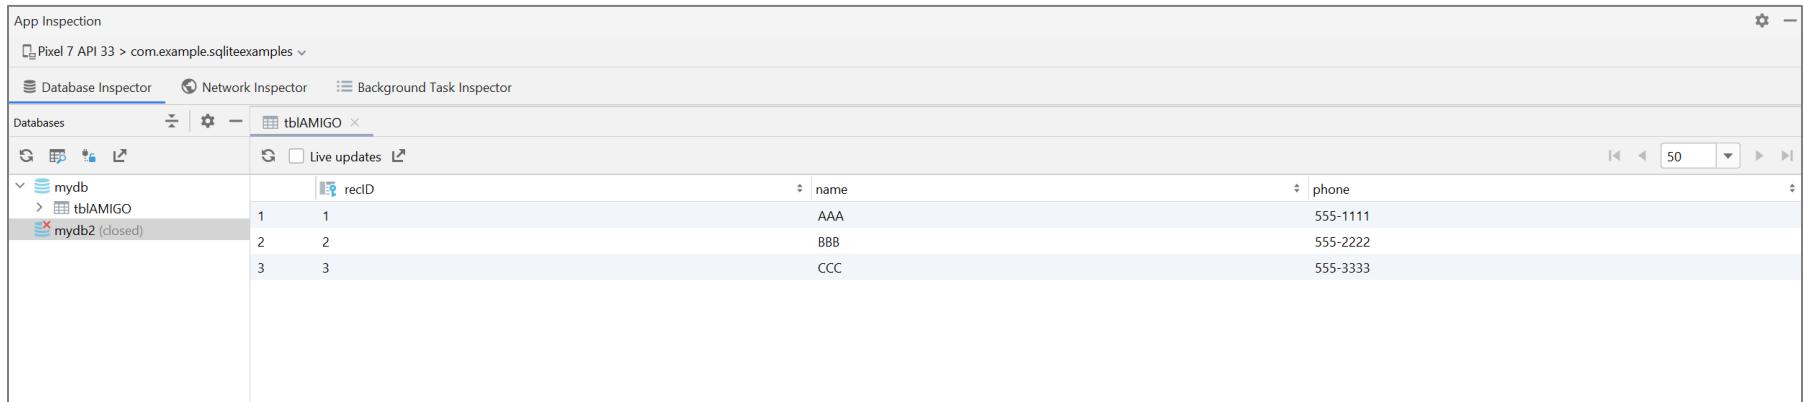 App Inspection
Pixel 7 API 33 > com.example.sqliteexamples
Database Inspector Network Inspector Background Task Inspector
Databases tblAMIGO
Live updates 50
mydb recID name phone
tblAMIGO 1 1 AAA 555-1111
mydb2 (closed) 2 2 BBB 555-2222
3 3 CCC 555-3333